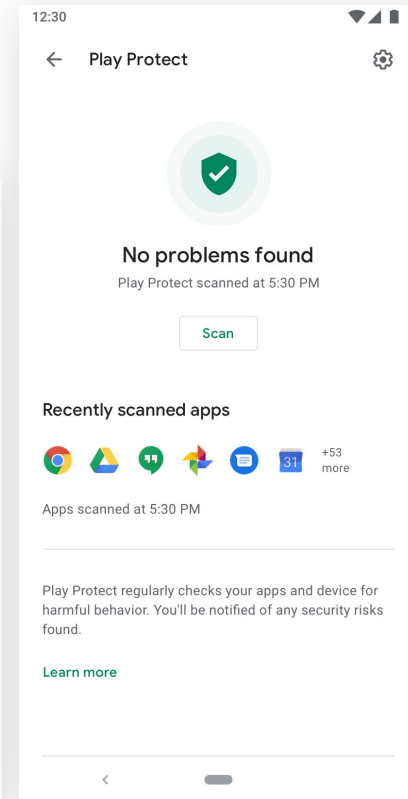 12:30
Play Protect
No problems found
Play Protect scanned at 5:30 PM
Scan
Recently scanned apps
31
+53
more
Apps scanned at 5:30 PM
Play Protect regularly checks your apps and device for
harmful behavior. You'll be notified of any security risks
found.
Learn more